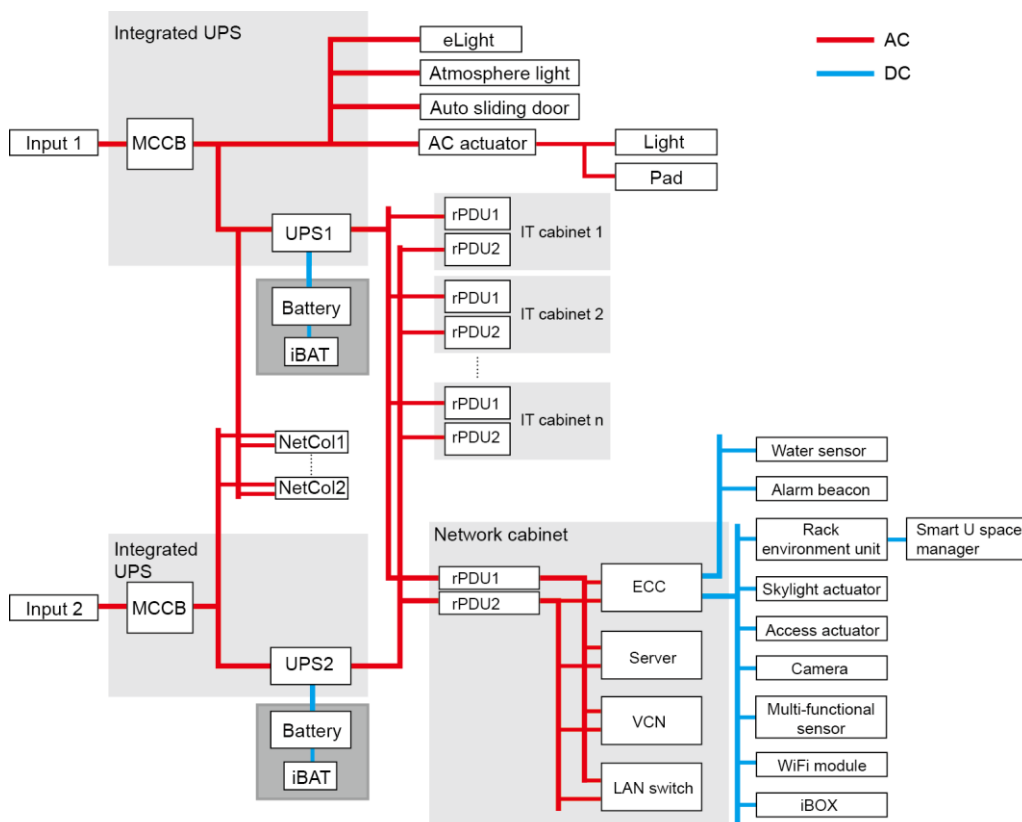 Integrated UPS
eLight
Atmosphere light
Auto sliding door
AC
DC
Input 1
MCCB
AC actuator
Light
Pad
UPS1
rPDU1
rPDU2
IT cabinet 1
Battery
iBAT
rPDU1
rPDU2
IT cabinet 2
rPDU1
rPDU2
IT cabinet n
NetCol1
NetCol2
Water sensor
Alarm beacon
Integrated
UPS
Input 2
MCCB
UPS2
Battery
iBAT
Network cabinet
rPDU1
rPDU2
ECC
Server
VCN
LAN switch
Rack
environment unit
Smart U space
manager
Skylight actuator
Access actuator
Camera
Multi-functional
sensor
WiFi module
iBOX